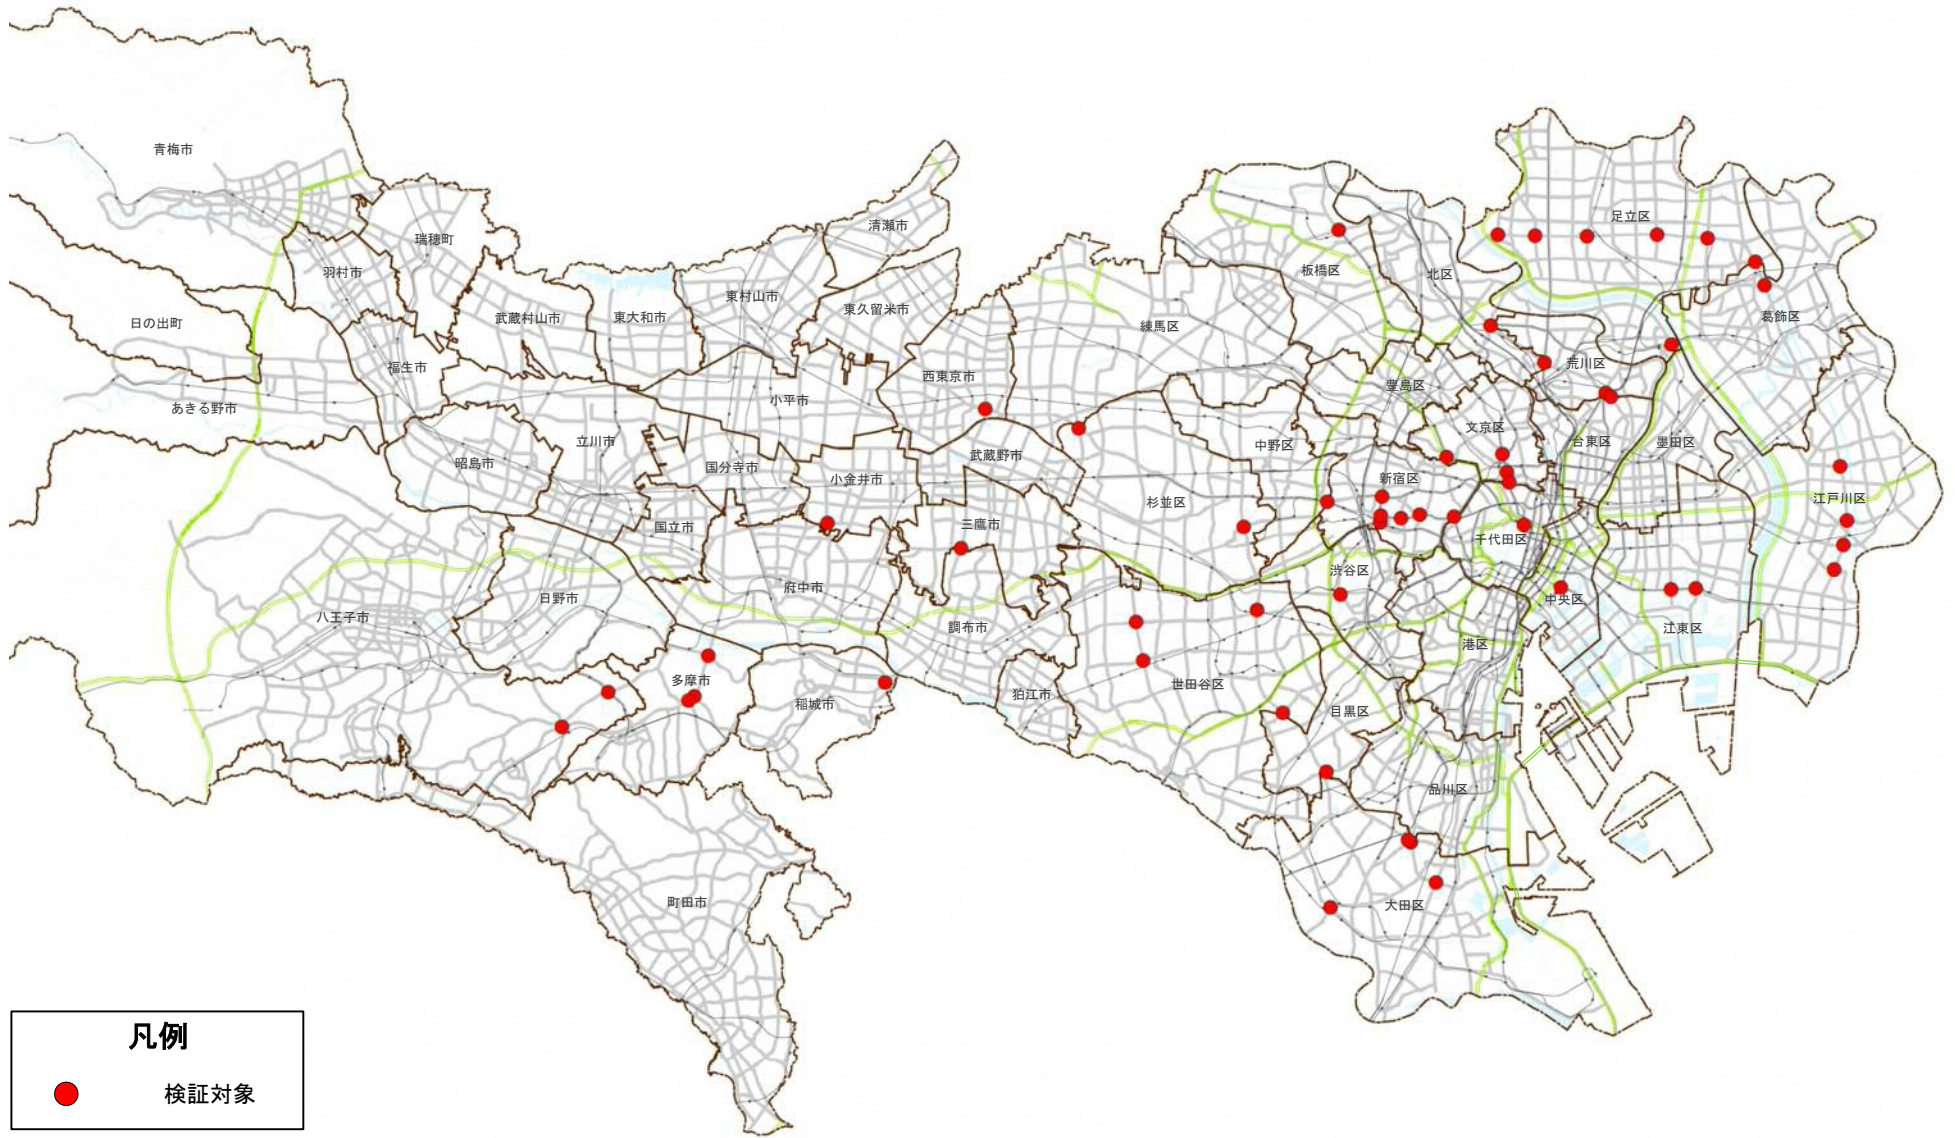 青梅市
清瀬市
足立区
瑞穂町
羽村市
板橋区
北区
東村山市
東久留米市
日の出町
武蔵村山市
東大和市
練馬区
葛飾区
福生市
西東京市
豊島区
荒川区
あきる野市
小平市
文京区
台東区
墨田区
立川市
中野区
昭島市
国分寺市
小金井市
武蔵野市
新宿区
杉並区
江戸川区
国立市
三鷹市
千代田区
渋谷区
八王子市
日野市
府中市
調布市
中央区
江東区
港区
多摩市
稲城市
狛江市
世田谷区
目黒区
品川区
町田市
大田区
凡例
検証対象